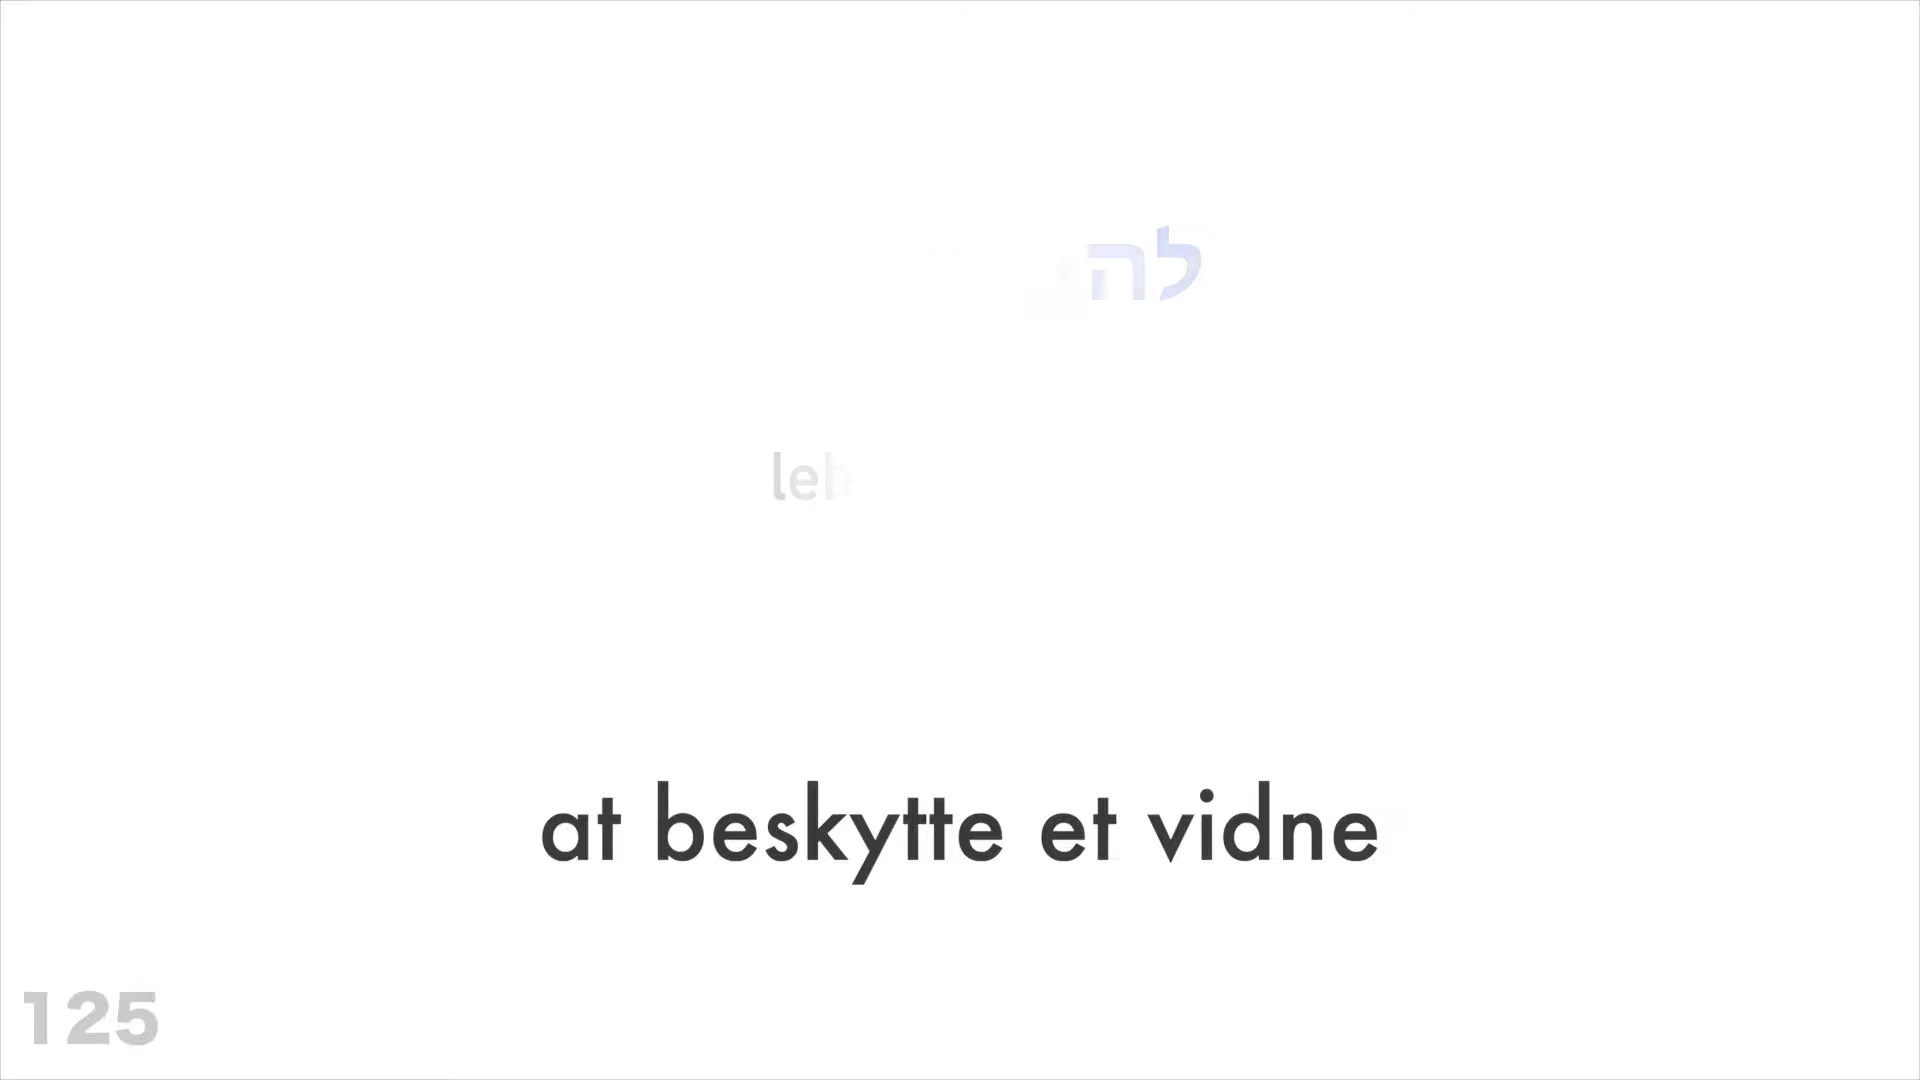 לה
leh
at beskytte et vidne
125